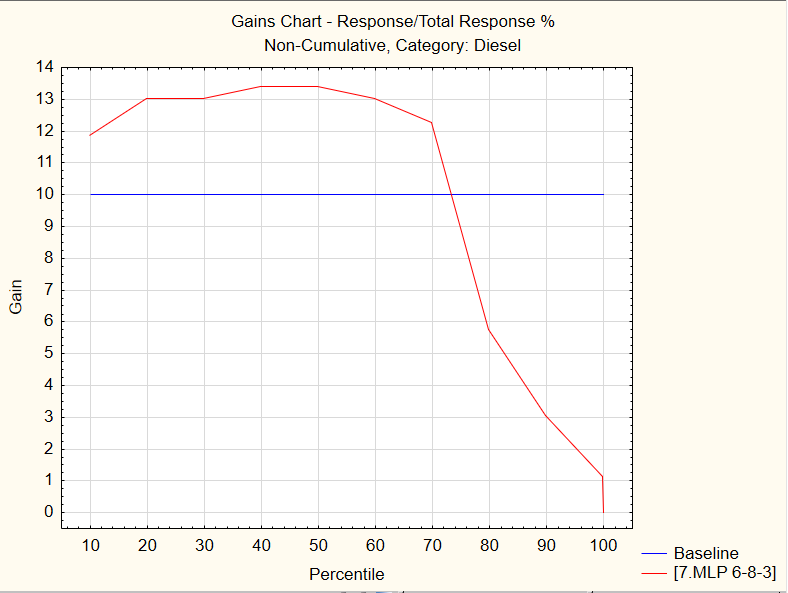 Gains Chart - Response/Total Response %
Non-Cumulative, Category: Diesel
14
13
12
11
10
9
8
7
6
5
4
3
2
1
0
Gain
10 20 30 40 50 60 70 80 90 100
Percentile
Baseline
[7.MLP 6-8-3]